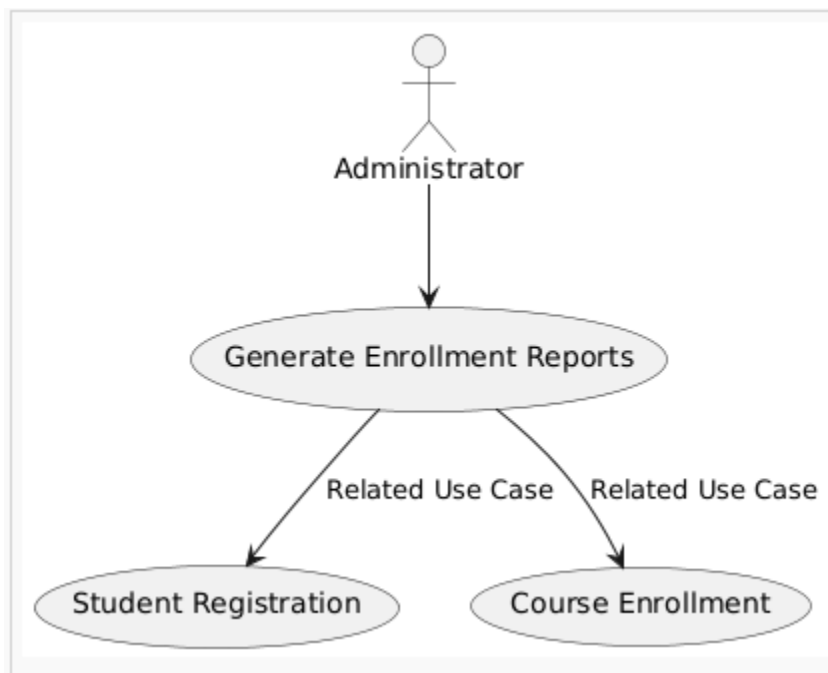 Administrator
Generate Enrollment Reports
Related Use Case
Related Use Case
Student Registration
Course Enrollment